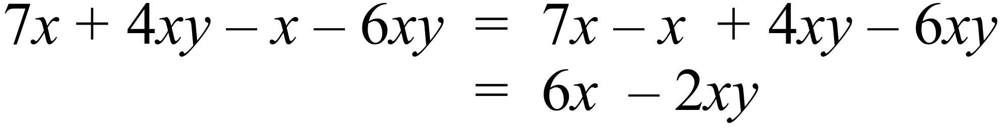 7x + 4xy – x – 6xy = 7x – x + 4xy – 6xy
= 6x – 2xy